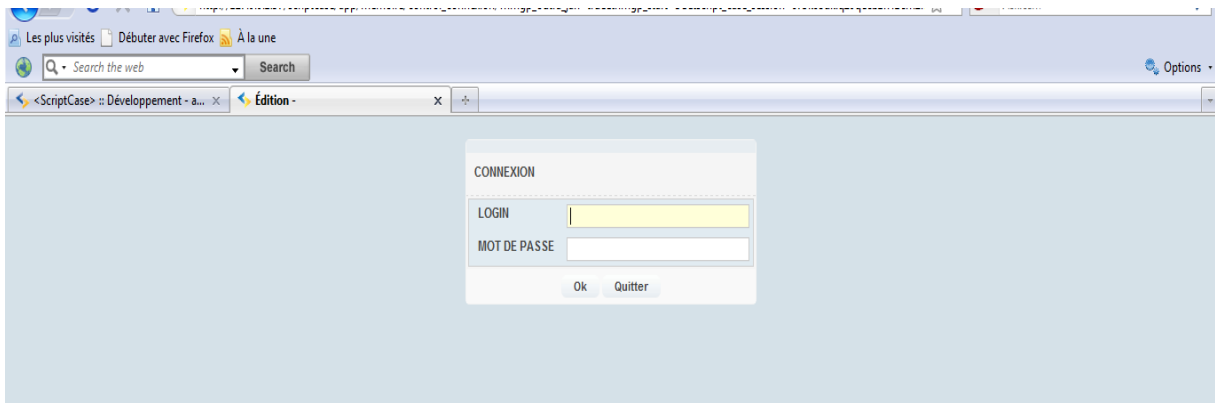 Les plus visités Débuter avec Firefox À la une
Search the web Search Options
<ScriptCase> :: Développement - a... Édition -
CONNEXION
LOGIN
MOT DE PASSE
Ok Quitter